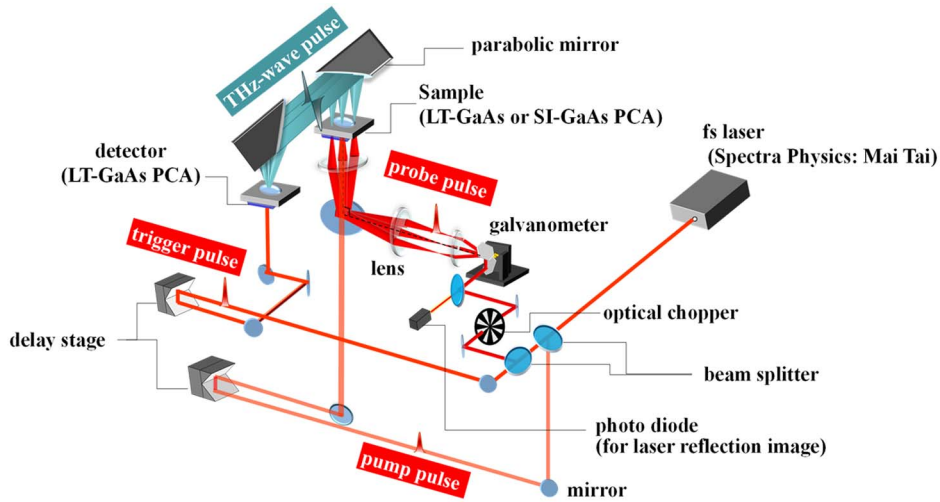 THz-wave pulse
parabolic mirror
Sample
(LT-GaAs or SI-GaAs PCA)
fs laser
(Spectra Physics: Mai Tai)
detector
(LT-GaAs PCA)
probe pulse
galvanometer
trigger pulse
lens
optical chopper
delay stage
beam splitter
photo diode
(for laser reflection image)
pump pulse
mirror